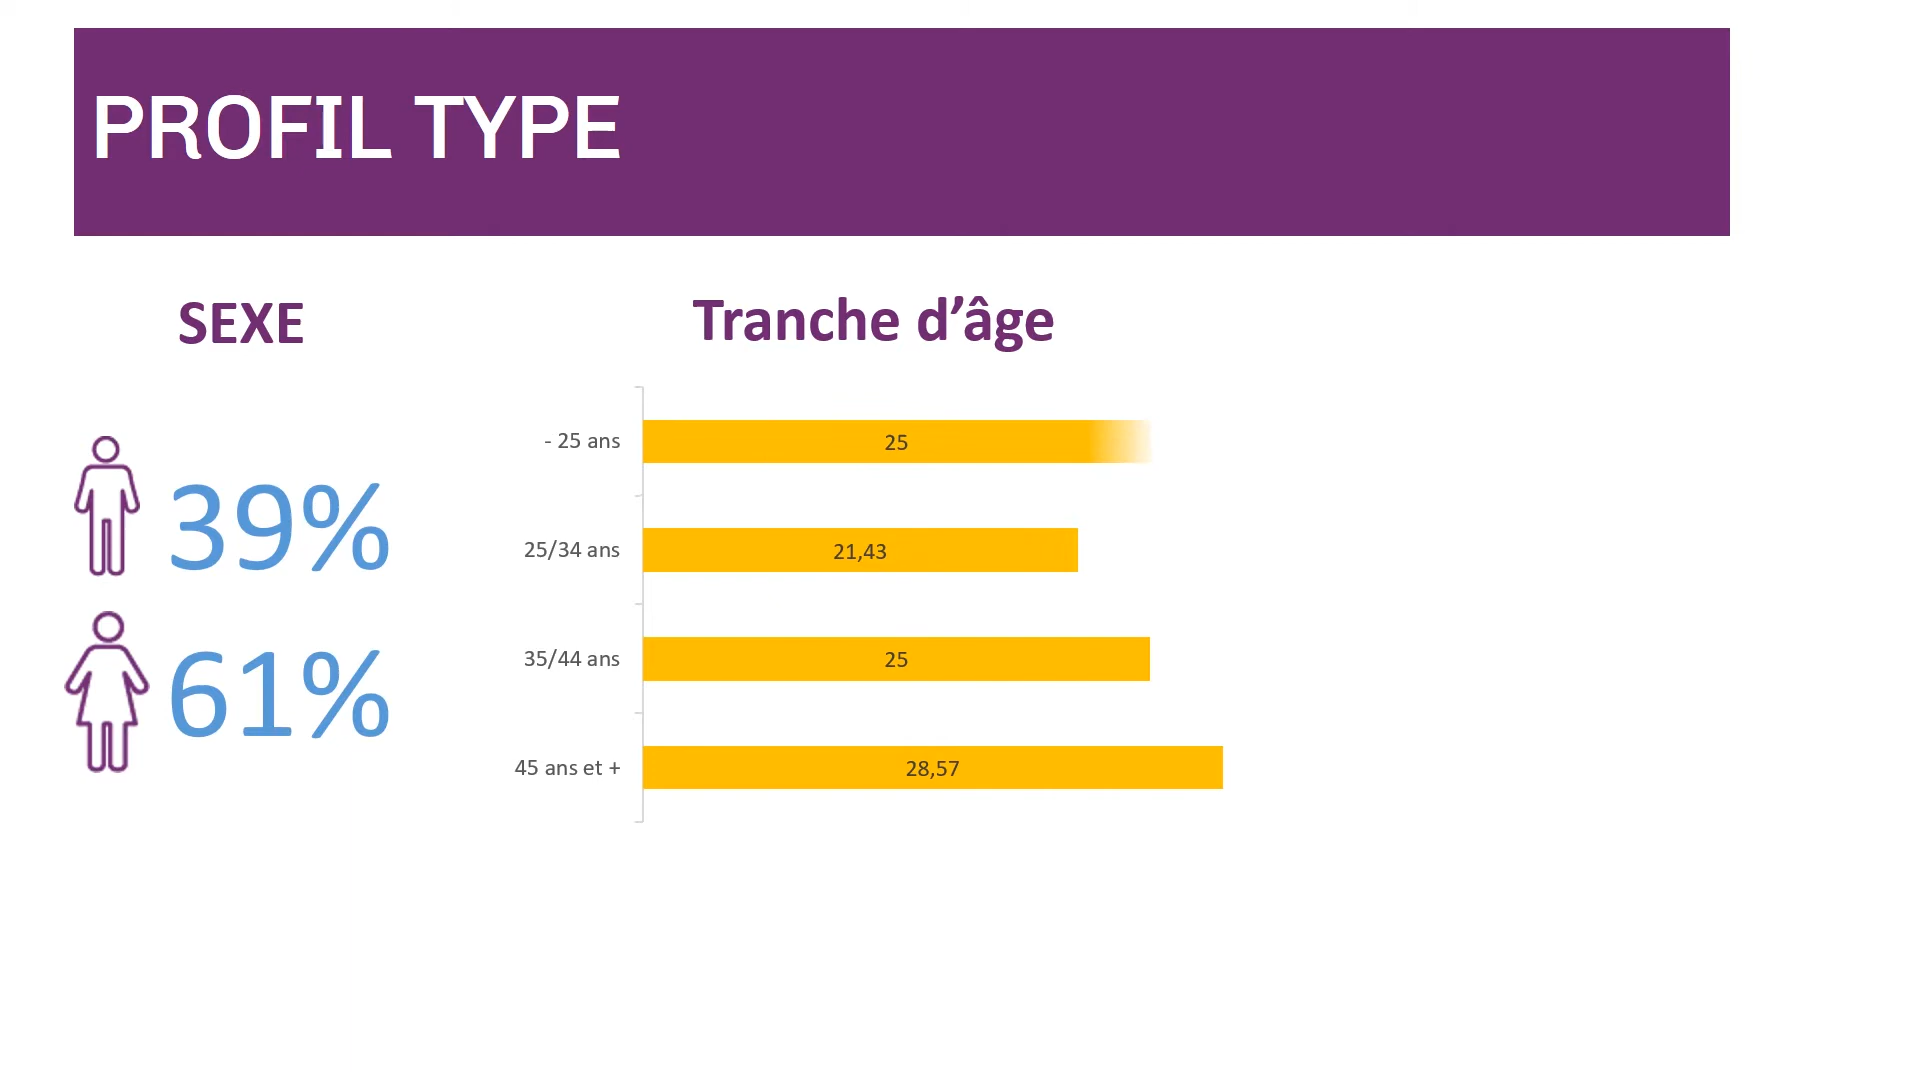 PROFIL TYPE
SEXE
39%
61%
Tranche d’âge
- 25 ans 25
25/34 ans 21,43
35/44 ans 25
45 ans et + 28,57